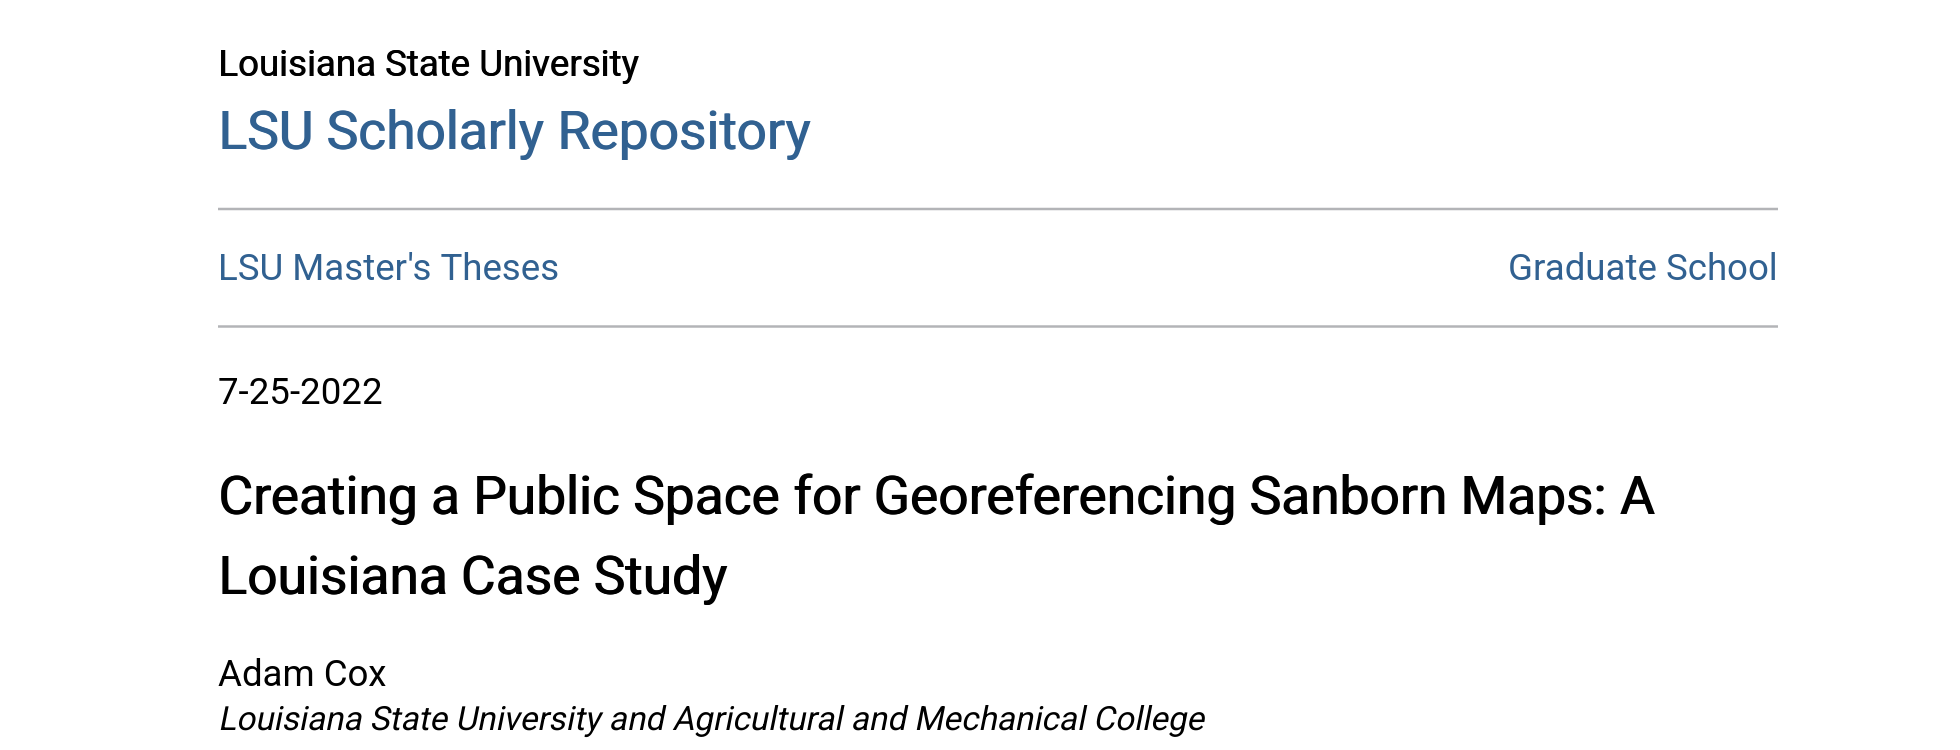 Louisiana State University
LSU Scholarly Repository
LSU Master's Theses
Graduate School
7-25-2022
Creating a Public Space for Georeferencing Sanborn Maps: A
Louisiana Case Study
Adam Cox
Louisiana State University and Agricultural and Mechanical College